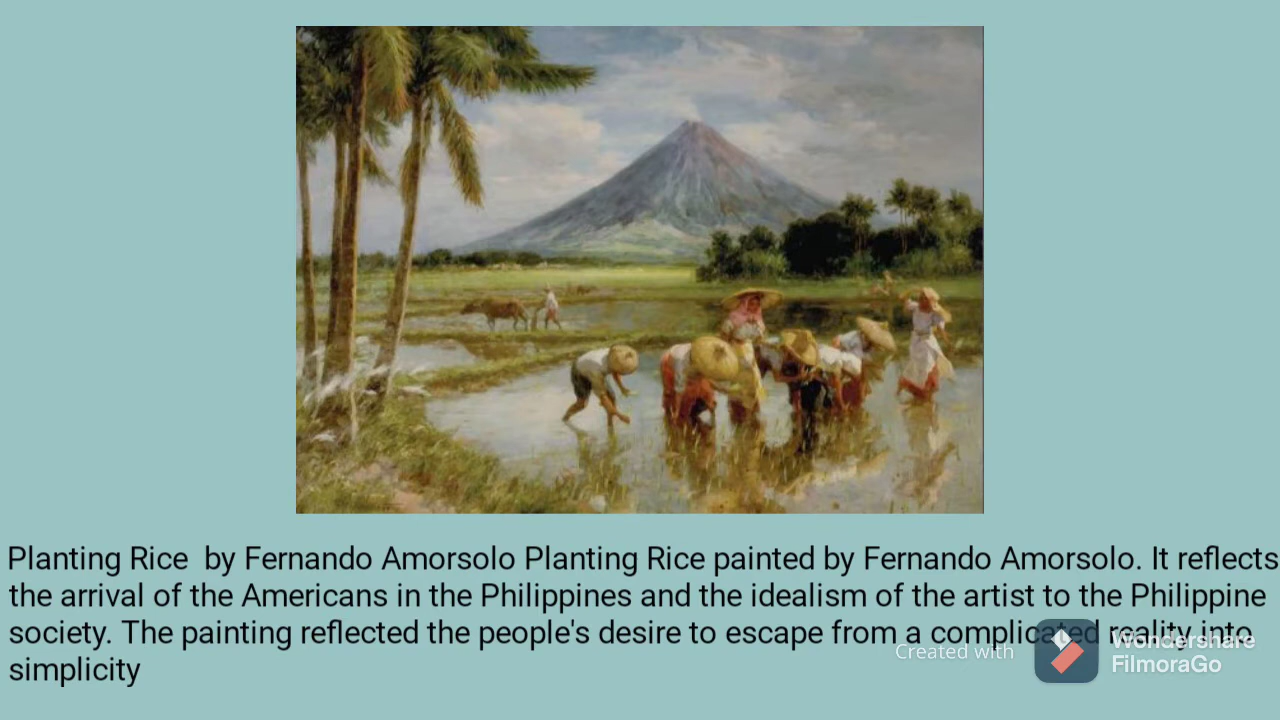 Planting Rice  by Fernando Amorsolo Planting Rice painted by Fernando Amorsolo. It reflects
the arrival of the Americans in the Philippines and the idealism of the artist to the Philippine
society. The painting reflected the people's desire to escape from a complicated reality into
simplicity
Created with
Wondershare
FilmoraGo